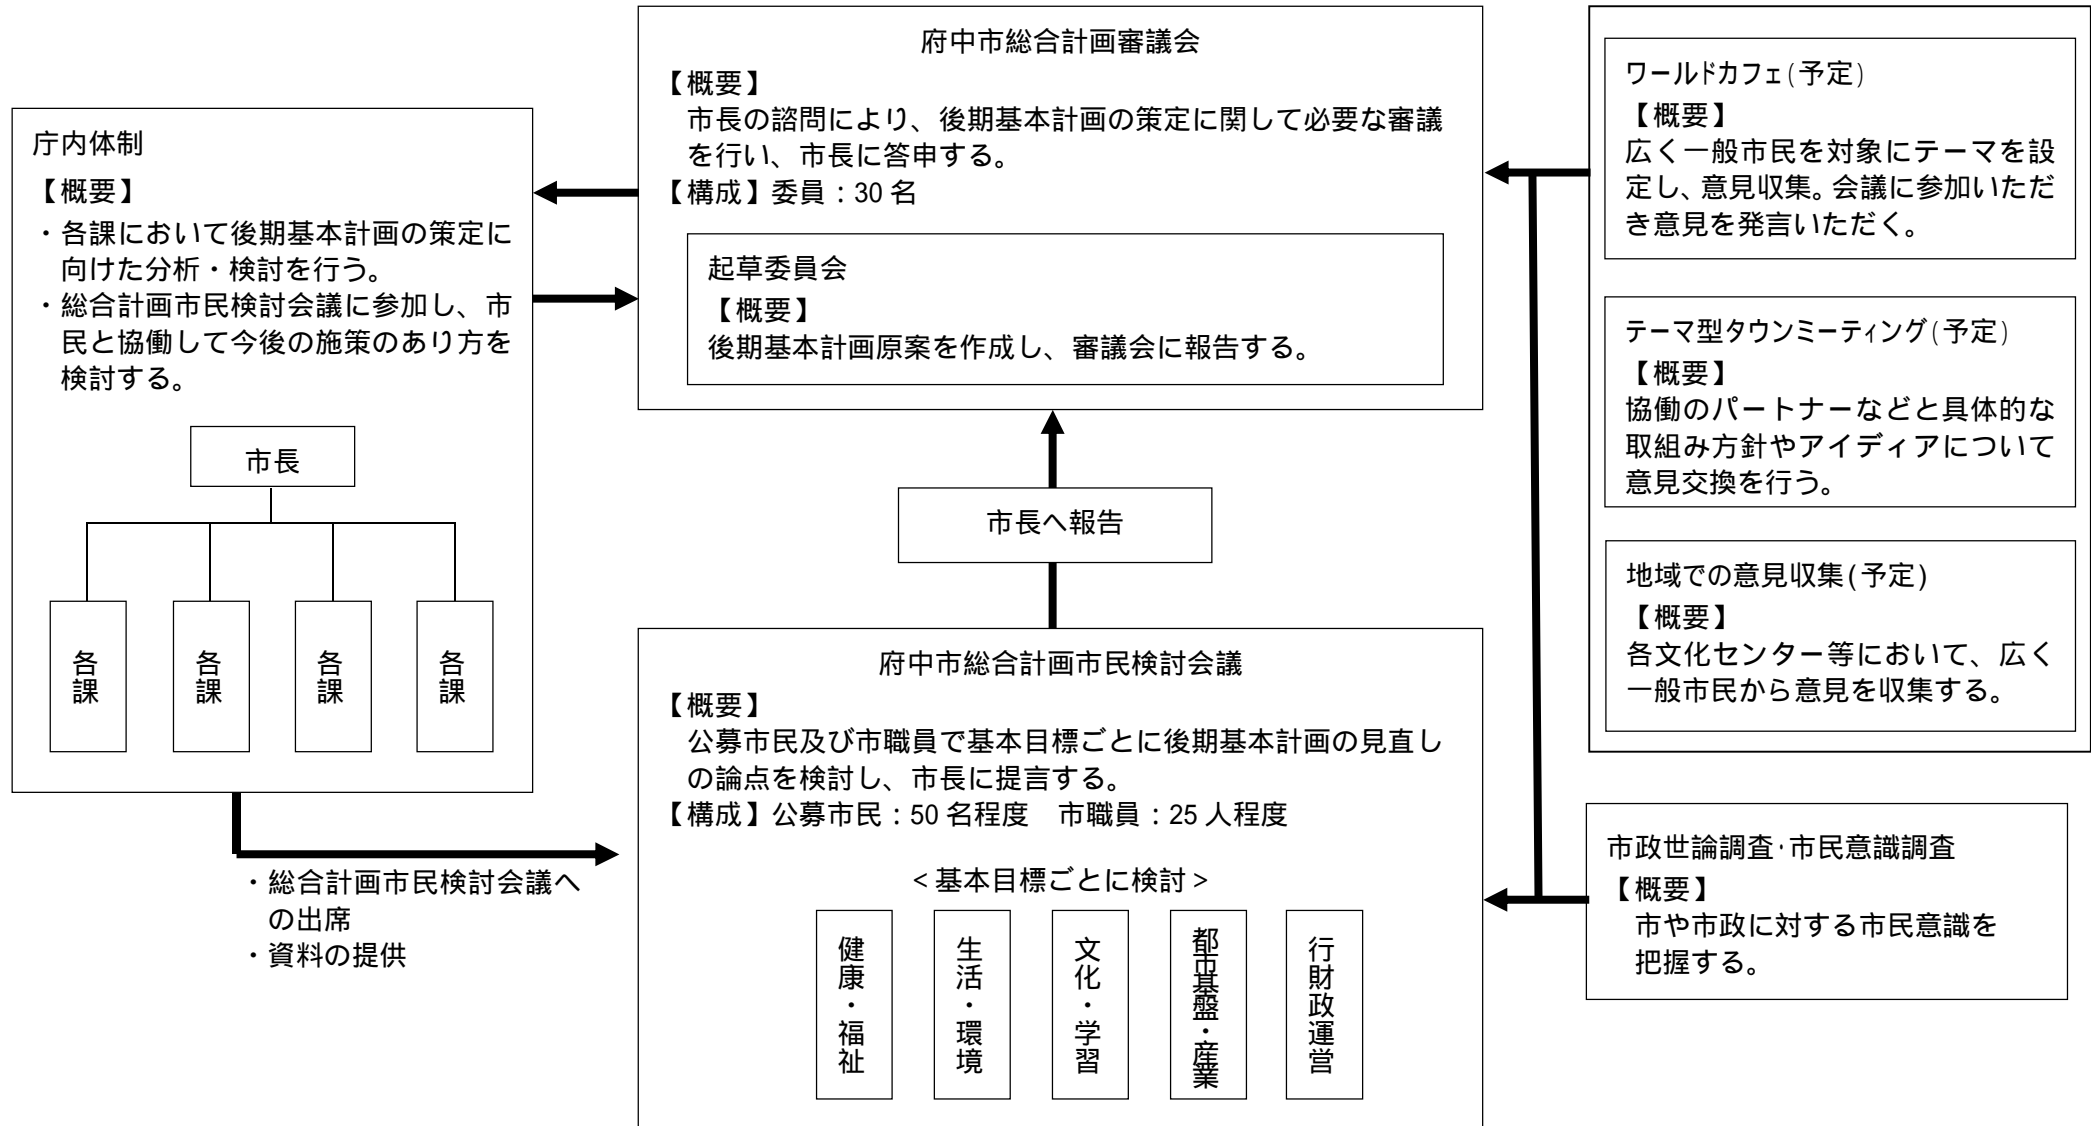 庁内体制
【概要】
・各課において後期基本計画の策定に
向けた分析・検討を行う。
・総合計画市民検討会議に参加し、市
民と協働して今後の施策のあり方を
検討する。
市長
各課
各課
各課
各課
・総合計画市民検討会議へ
の出席
・資料の提供
府中市総合計画審議会
【概要】
市長の諮問により、後期基本計画の策定に関して必要な審議
を行い、市長に答申する。
【構成】委員：30 名
起草委員会
【概要】
後期基本計画原案を作成し、審議会に報告する。
市長へ報告
府中市総合計画市民検討会議
【概要】
公募市民及び市職員で基本目標ごとに後期基本計画の見直し
の論点を検討し、市長に提言する。
【構成】公募市民：50 名程度　市職員：25 人程度
＜基本目標ごとに検討＞
健康・福祉
生活・環境
文化・学習
都市基盤・産業
行財政運営
ワールドカフェ(予定)
【概要】
広く一般市民を対象にテーマを設
定し、意見収集。会議に参加いただ
き意見を発言いただく。
テーマ型タウンミーティング(予定)
【概要】
協働のパートナーなどと具体的な
取組み方針やアイディアについて
意見交換を行う。
地域での意見収集(予定)
【概要】
各文化センター等において、広く
一般市民から意見を収集する。
市政世論調査･市民意識調査
【概要】
市や市政に対する市民意識を
把握する。